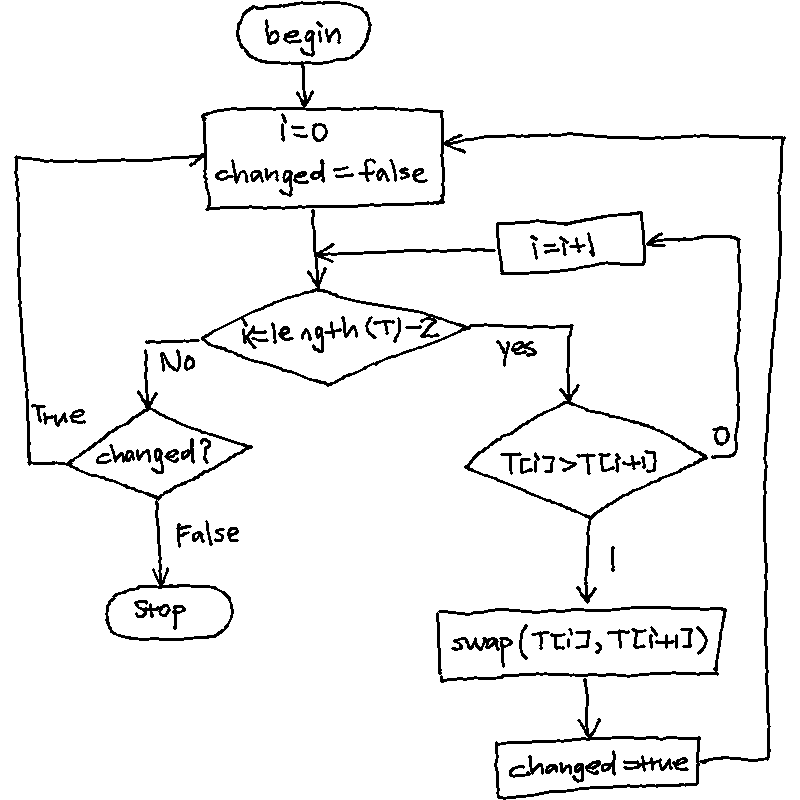 begin
i=0
changed=false
i=i+1
i<=length(T)-2
No
yes
True
changed?
T[i]>T[i+1]
0
False
1
Stop
swap(T[i],T[i+1])
changed=true